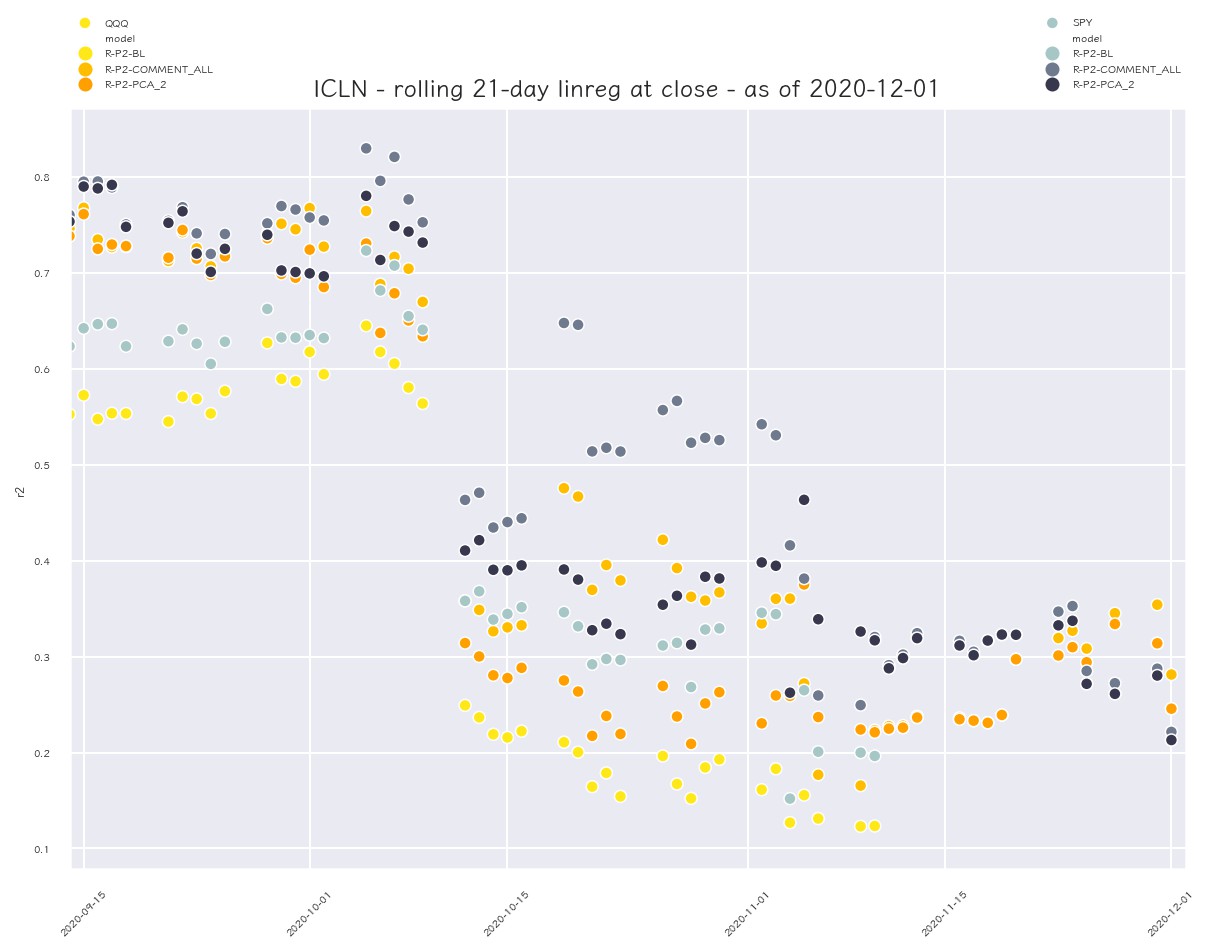 QQQ
model
R-P2-BL
R-P2-COMMENT_ALL
R-P2-PCA_2
SPY
model
R-P2-BL
R-P2-COMMENT_ALL
R-P2-PCA_2
ICLN - rolling 21-day linreg at close - as of 2020-12-01
0.8
0.7
0.6
0.5
r2
0.4
0.3
0.2
0.1
2020-09-15
2020-10-01
2020-10-15
2020-11-01
2020-11-15
2020-12-01